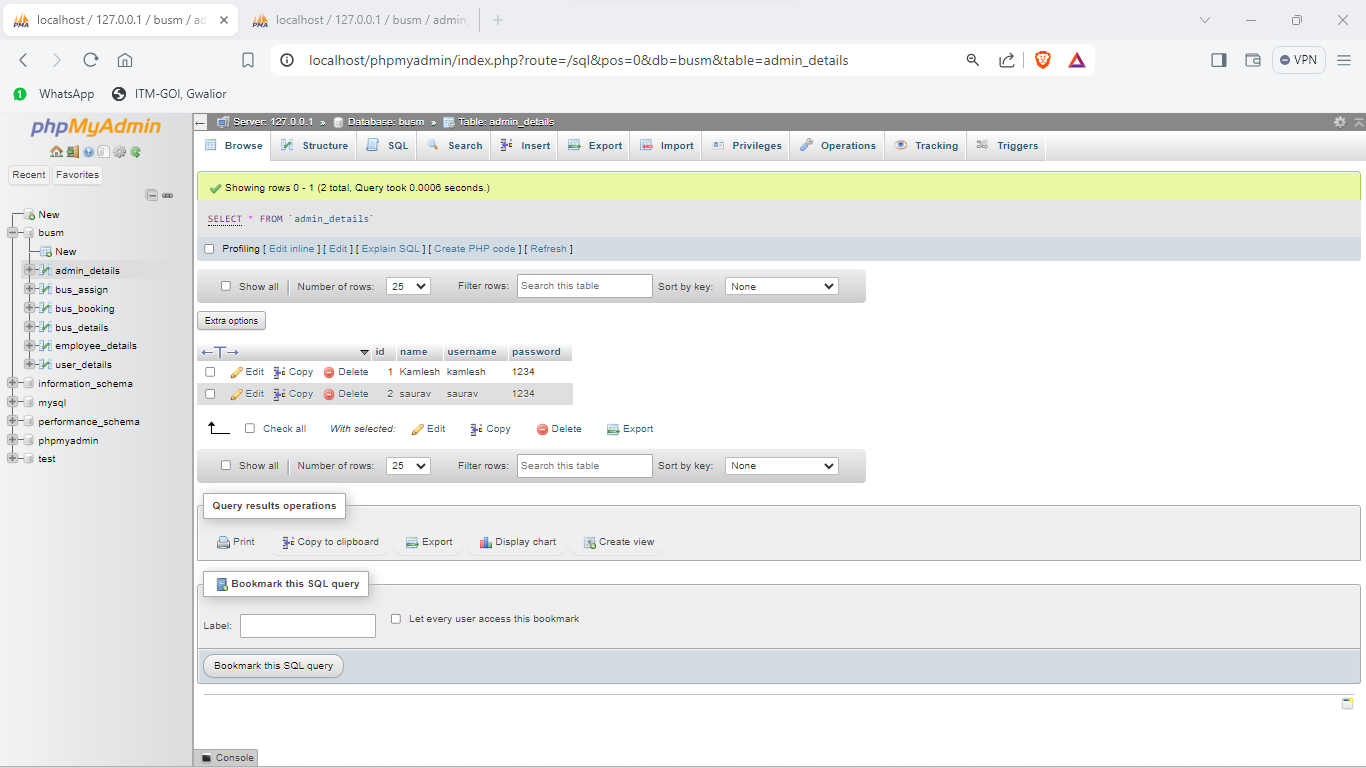 localhost / 127.0.0.1 / busm / ad
localhost / 127.0.0.1 / busm / admin_
localhost/phpmyadmin/index.php?route=/sql&pos=0&db=busm&table=admin_details
VPN
1 WhatsApp ITM-GOI, Gwalior
phpMyAdmin
Recent Favorites
New
busm
New
admin_details
bus_assign
bus_booking
bus_details
employee_details
user_details
information_schema
mysql
performance_schema
phpmyadmin
test
Server: 127.0.0.1 » Database: busm » Table: admin_details
Browse Structure SQL Search Insert Export Import Privileges Operations Tracking Triggers
Showing rows 0 - 1 (2 total, Query took 0.0006 seconds.)
SELECT * FROM `admin_details`
Profiling [ Edit inline ] [ Edit ] [ Explain SQL ] [ Create PHP code ] [ Refresh ]
Show all Number of rows: 25 Filter rows: Search this table Sort by key: None
Extra options
←T→ id name username password
Edit Copy Delete 1 Kamlesh kamlesh 1234
Edit Copy Delete 2 saurav saurav 1234
Check all With selected: Edit Copy Delete Export
Show all Number of rows: 25 Filter rows: Search this table Sort by key: None
Query results operations
Print Copy to clipboard Export Display chart Create view
Bookmark this SQL query
Label: Let every user access this bookmark
Bookmark this SQL query
Console